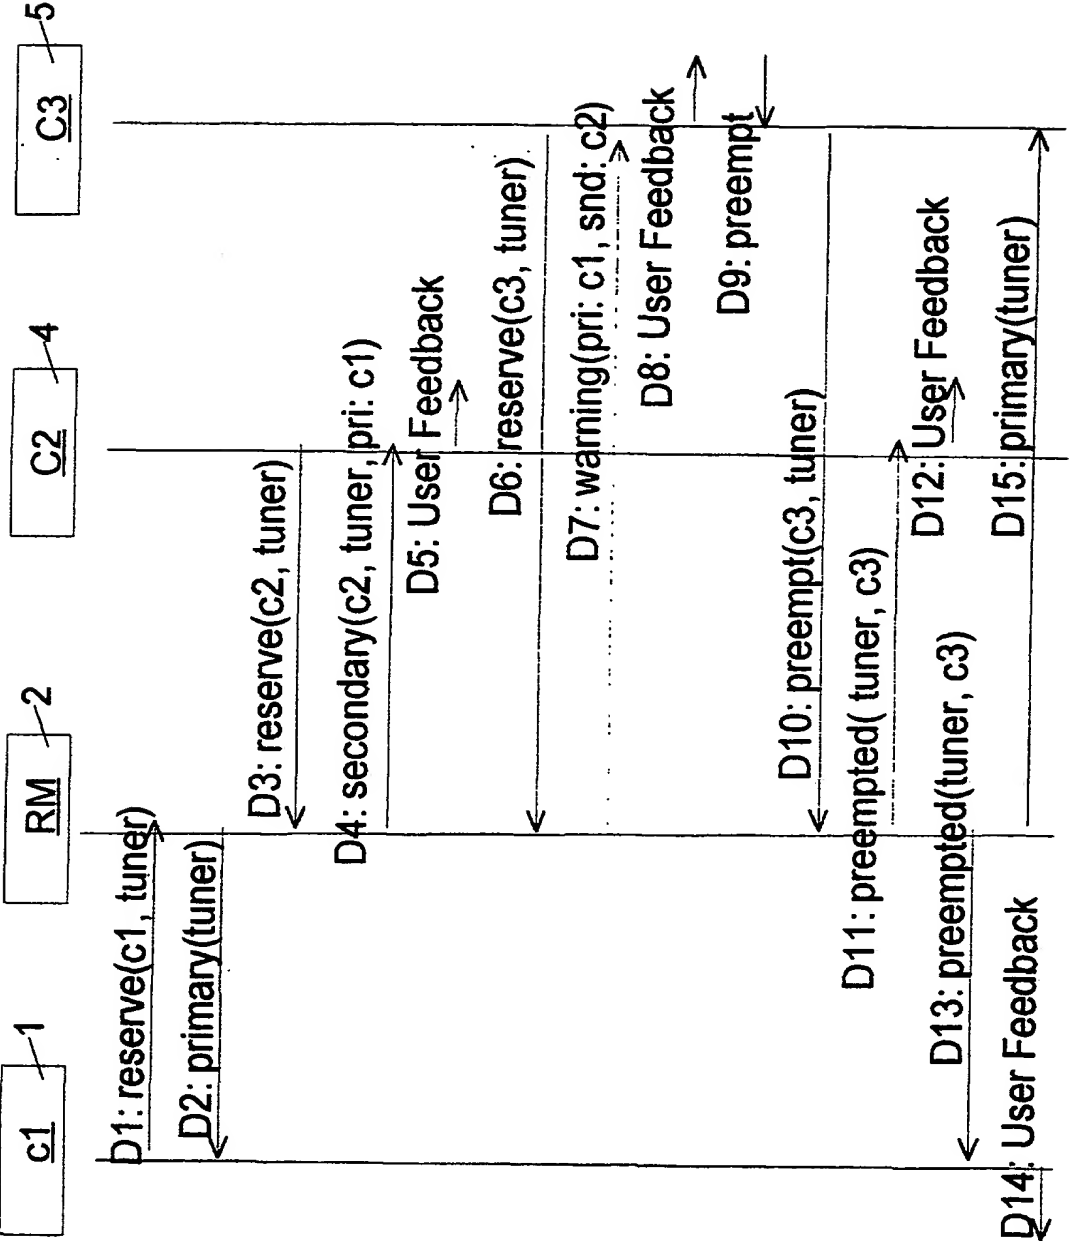 c1
1
RM
2
C2
4
C3
5
D1: reserve(c1, tuner)
D2: primary(tuner)
D3: reserve(c2, tuner)
D4: secondary(c2, tuner, pri: c1)
D5: User Feedback
D6: reserve(c3, tuner)
D7: warning(pri: c1, snd: c2)
D8: User Feedback
D9: preempt
D10: preempt(c3, tuner)
D11: preempted( tuner, c3)
D12: User Feedback
D13: preempted(tuner, c3)
D14: User Feedback
D15: primary(tuner)